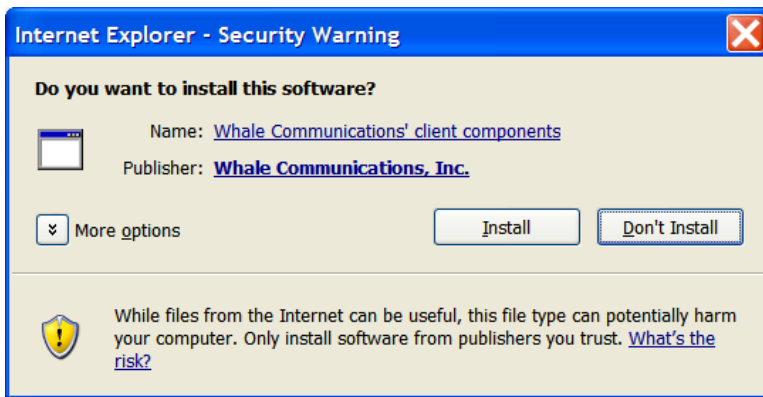 Internet Explorer - Security Warning
Do you want to install this software?
Name: Whale Communications' client components
Publisher: Whale Communications, Inc.
More options
Install
Don't Install
While files from the Internet can be useful, this file type can potentially harm
your computer. Only install software from publishers you trust. What's the
risk?